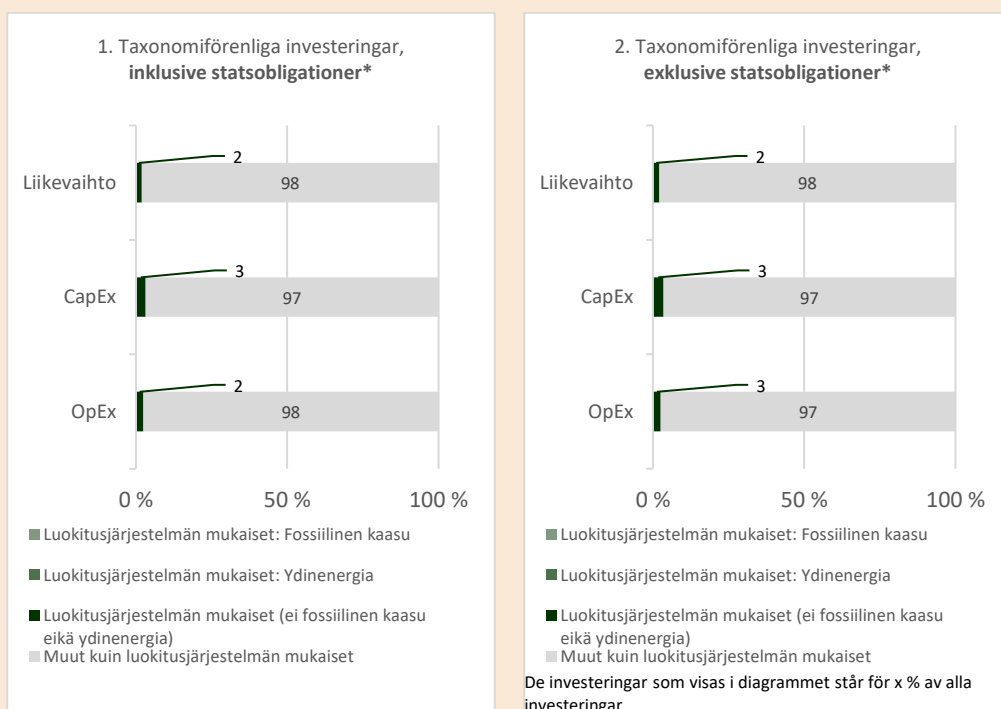 1. Taxonomiförenliga investeringar,
inklusive statsobligationer*
Liikevaihto
2
98
CapEx
3
97
OpEx
2
98
0 %
50 %
100 %
Luokitusjärjestelmän mukaiset: Fossiilinen kaasu
Luokitusjärjestelmän mukaiset: Ydinenergia
Luokitusjärjestelmän mukaiset (ei fossiilinen kaasu
eikä ydinenergia)
Muut kuin luokitusjärjestelmän mukaiset
2. Taxonomiförenliga investeringar,
exklusive statsobligationer*
Liikevaihto
2
98
CapEx
3
97
OpEx
3
97
0 %
50 %
100 %
Luokitusjärjestelmän mukaiset: Fossiilinen kaasu
Luokitusjärjestelmän mukaiset: Ydinenergia
Luokitusjärjestelmän mukaiset (ei fossiilinen kaasu
eikä ydinenergia)
Muut kuin luokitusjärjestelmän mukaiset
De investeringar som visas i diagrammet står för x % av alla
investeringar